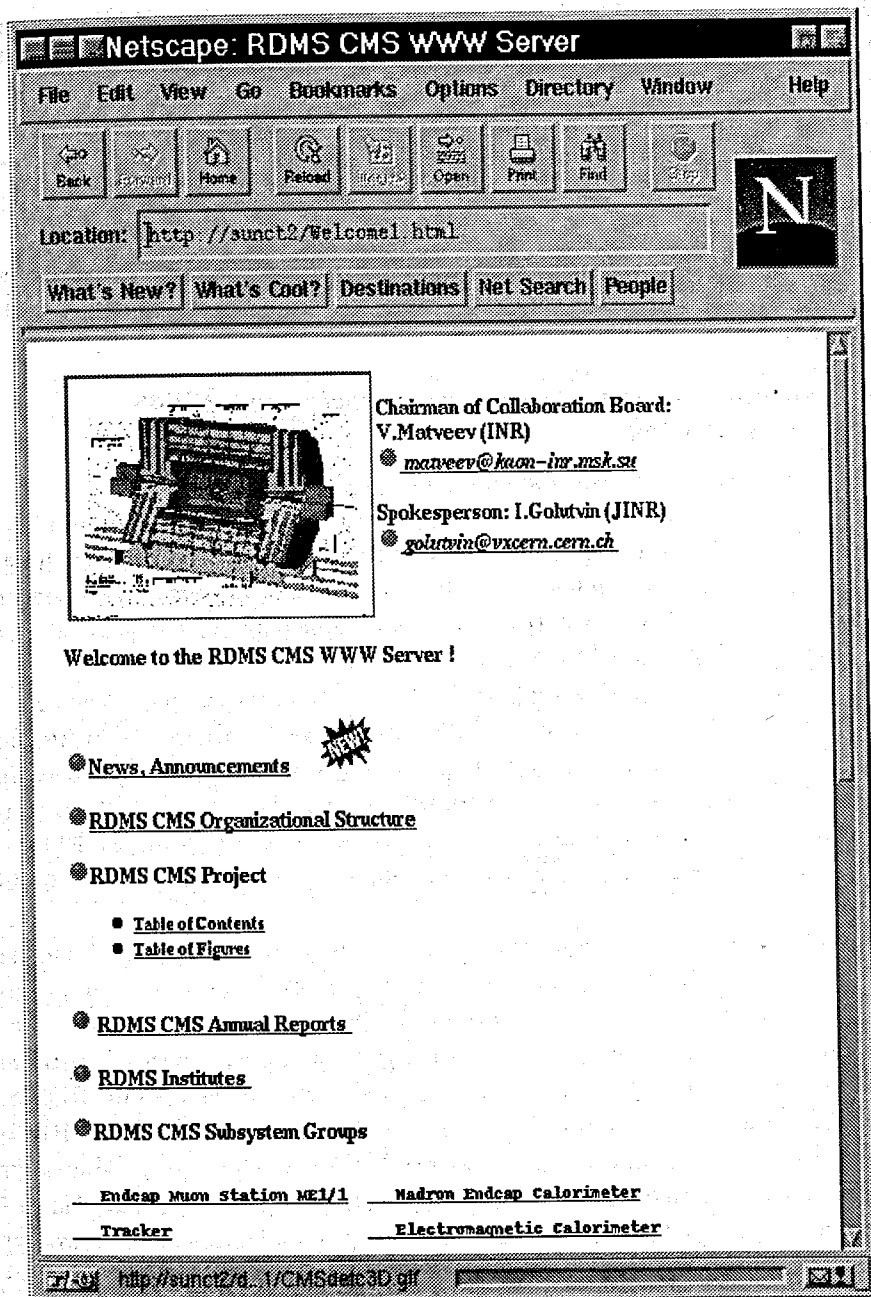 Netscape: RDMS CMS WWW Server
File Edit View Go Bookmarks Options Directory Window Help
Back Forward Home Reload Open Print Find Stop
N
Location: http://sunct2/Welcome1.html
What's New? What's Cool? Destinations Net Search People
Chairman of Collaboration Board:
V.Matveev (INR)
matveev@kaon-inr.msk.su
Spokesperson: I.Golutvin (JINR)
golutvin@vxcern.cern.ch
Welcome to the RDMS CMS WWW Server !
NEW!
News, Announcements
RDMS CMS Organizational Structure
RDMS CMS Project
Table of Contents
Table of Figures
RDMS CMS Annual Reports
RDMS Institutes
RDMS CMS Subsystem Groups
Endcap Muon Station ME1/1 Hadron Endcap Calorimeter
Tracker Electromagnetic Calorimeter
http://sunct2/d...1/CMSdetc3D.gif